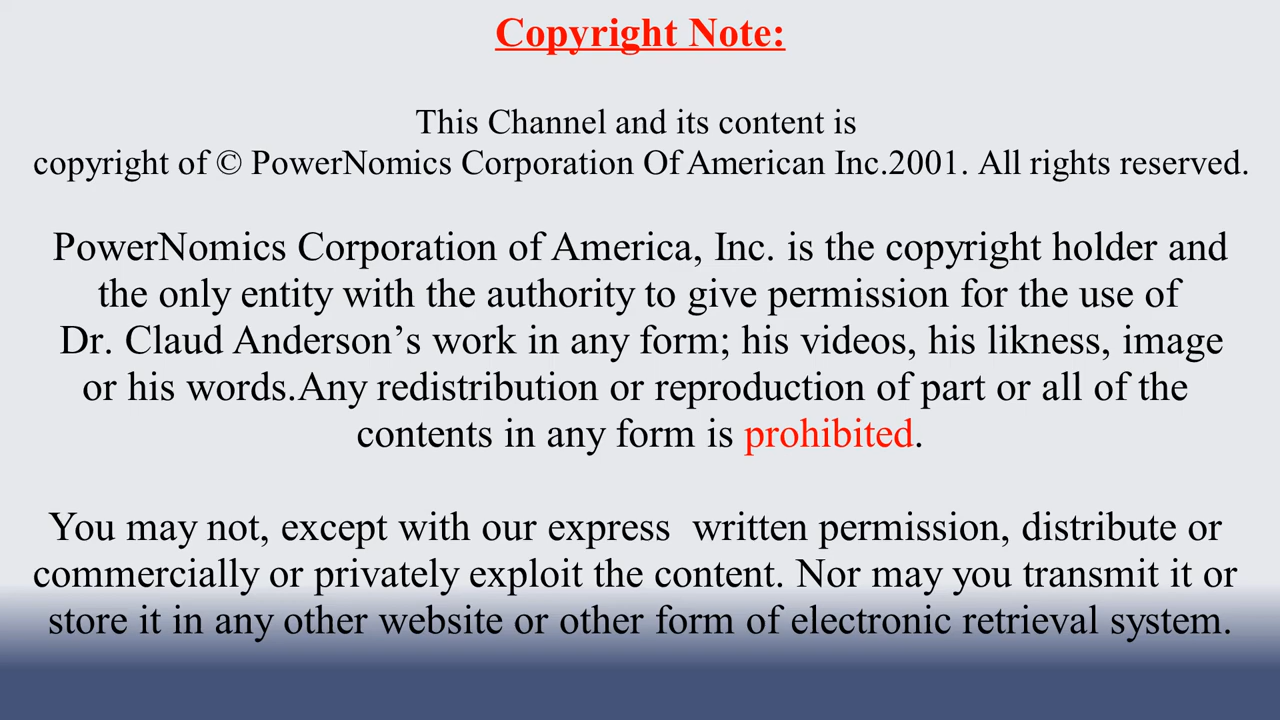 Copyright Note:
This Channel and its content is
copyright of © PowerNomics Corporation Of American Inc.2001. All rights reserved.
PowerNomics Corporation of America, Inc. is the copyright holder and
the only entity with the authority to give permission for the use of
Dr. Claud Anderson’s work in any form; his videos, his likness, image
or his words.Any redistribution or reproduction of part or all of the
contents in any form is prohibited.
You may not, except with our express  written permission, distribute or
commercially or privately exploit the content. Nor may you transmit it or
store it in any other website or other form of electronic retrieval system.